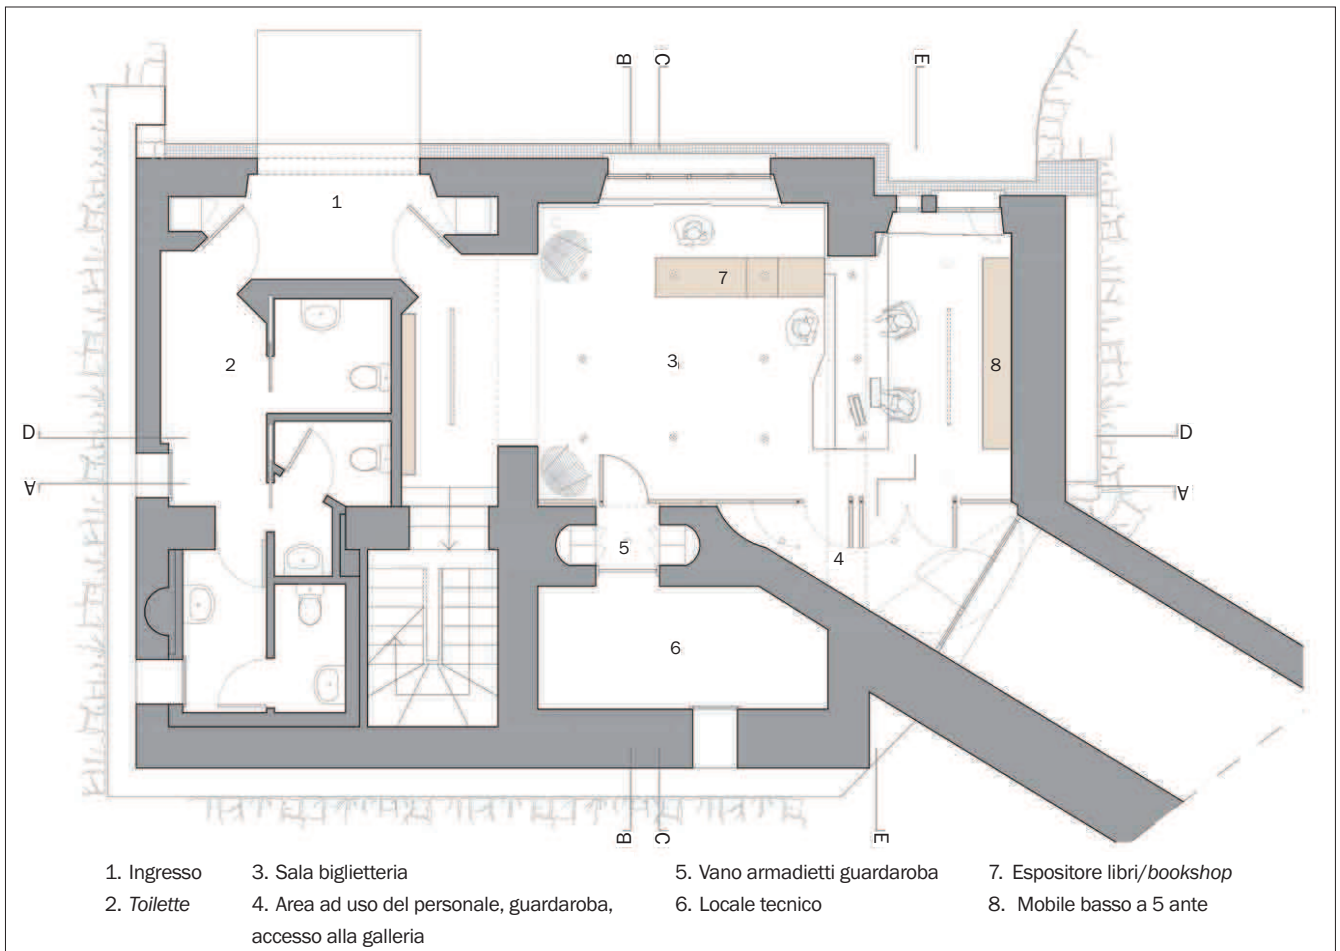 B C E
1
7
2
3
8
D D
A A
5
4
6
B C E
1. Ingresso
2. Toilette
3. Sala biglietteria
4. Area ad uso del personale, guardaroba,
accesso alla galleria
5. Vano armadietti guardaroba
6. Locale tecnico
7. Espositore libri/bookshop
8. Mobile basso a 5 ante